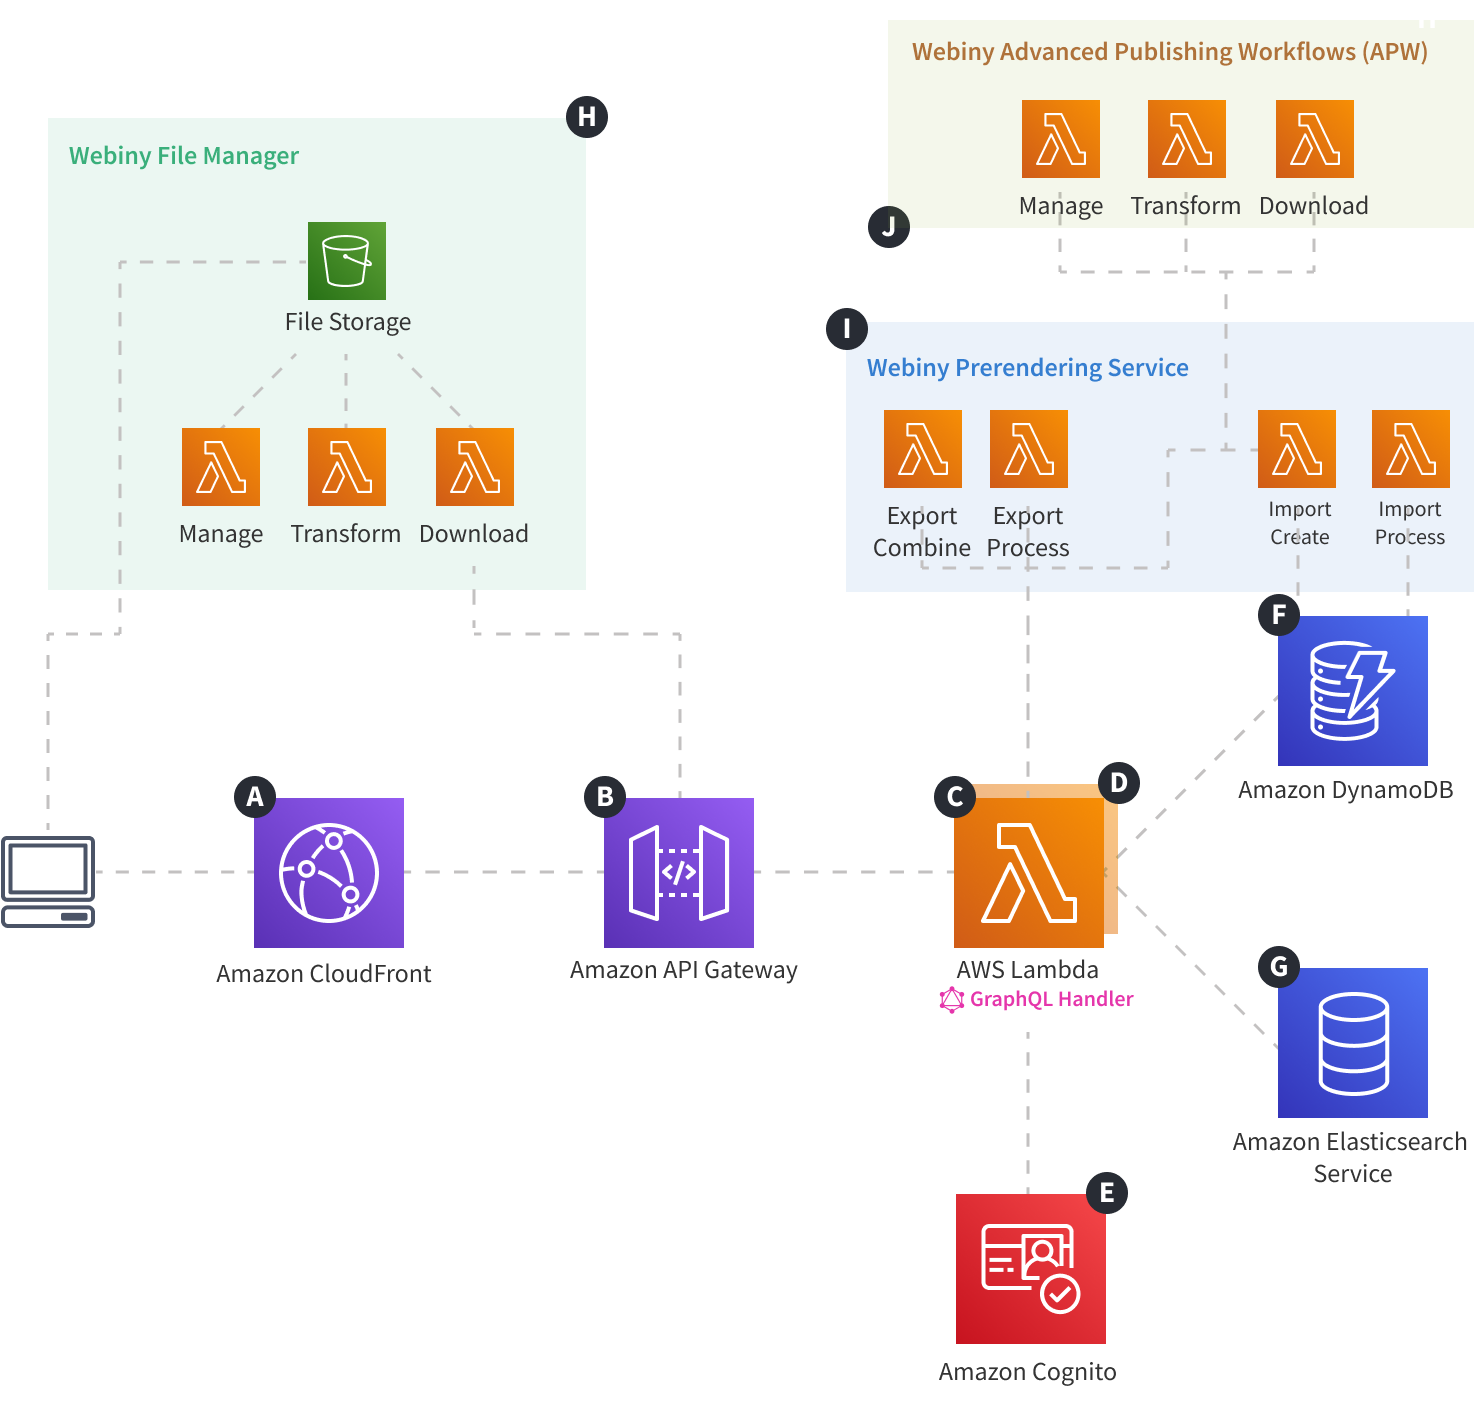 Webiny Advanced Publishing Workflows (APW)
Manage
Transform
Download
J
H
Webiny File Manager
File Storage
Manage
Transform
Download
I
Webiny Prerendering Service
Export
Combine
Export
Process
Import
Create
Import
Process
F
Amazon DynamoDB
A
Amazon CloudFront
B
</>
Amazon API Gateway
C
D
AWS Lambda
GraphQL Handler
G
Amazon Elasticsearch
Service
E
Amazon Cognito